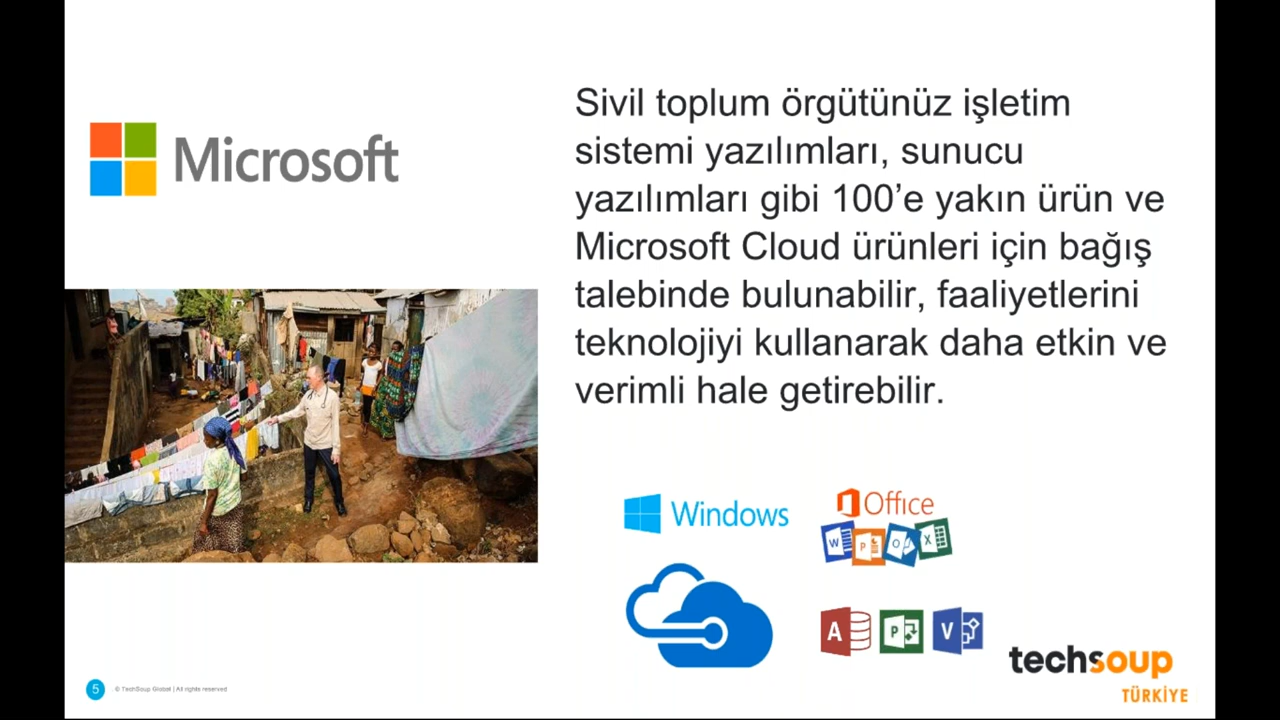 Microsoft
Sivil toplum örgütünüz işletim
sistemi yazılımları, sunucu
yazılımları gibi 100’e yakın ürün ve
Microsoft Cloud ürünleri için bağış
talebinde bulunabilir, faaliyetlerini
teknolojiyi kullanarak daha etkin ve
verimli hale getirebilir.
Windows
Office
W P O X
A P V
techsoup
TÜRKİYE
5 © TechSoup Global | All rights reserved